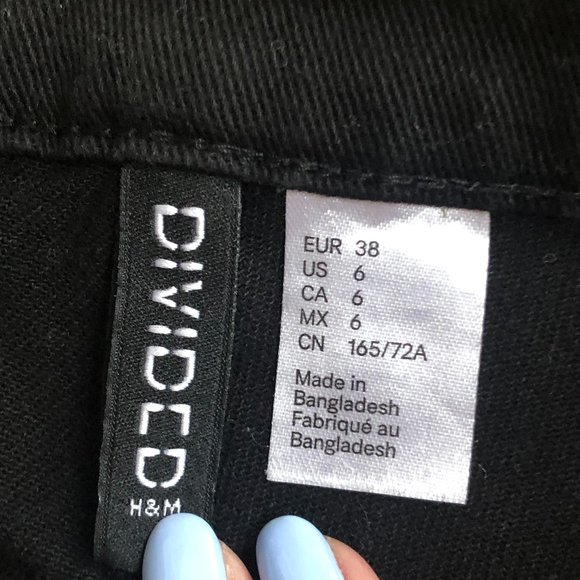 DIVIDED
H&M
EUR 38
US 6
CA 6
MX 6
CN 165/72A
Made in
Bangladesh
Fabriqué au
Bangladesh